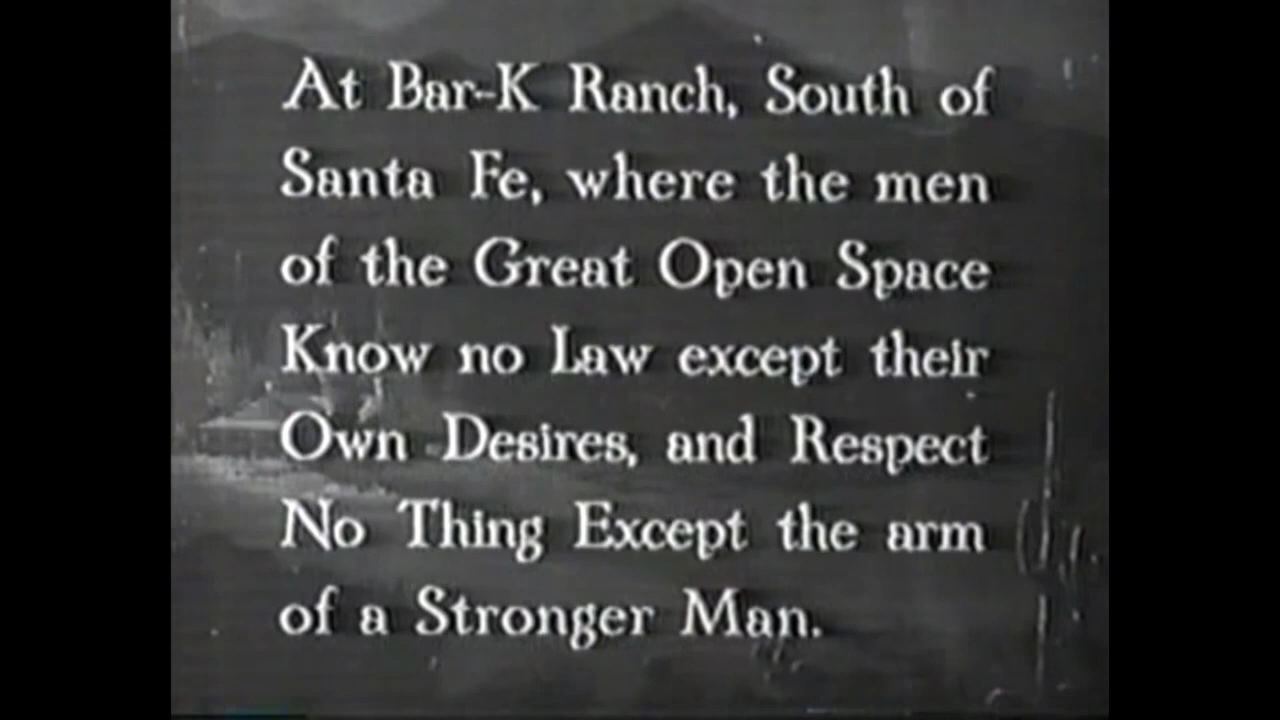 At Bar-K Ranch, South of
Santa Fe, where the men
of the Great Open Space
Know no Law except their
Own Desires, and Respect
No Thing Except the arm
of a Stronger Man.